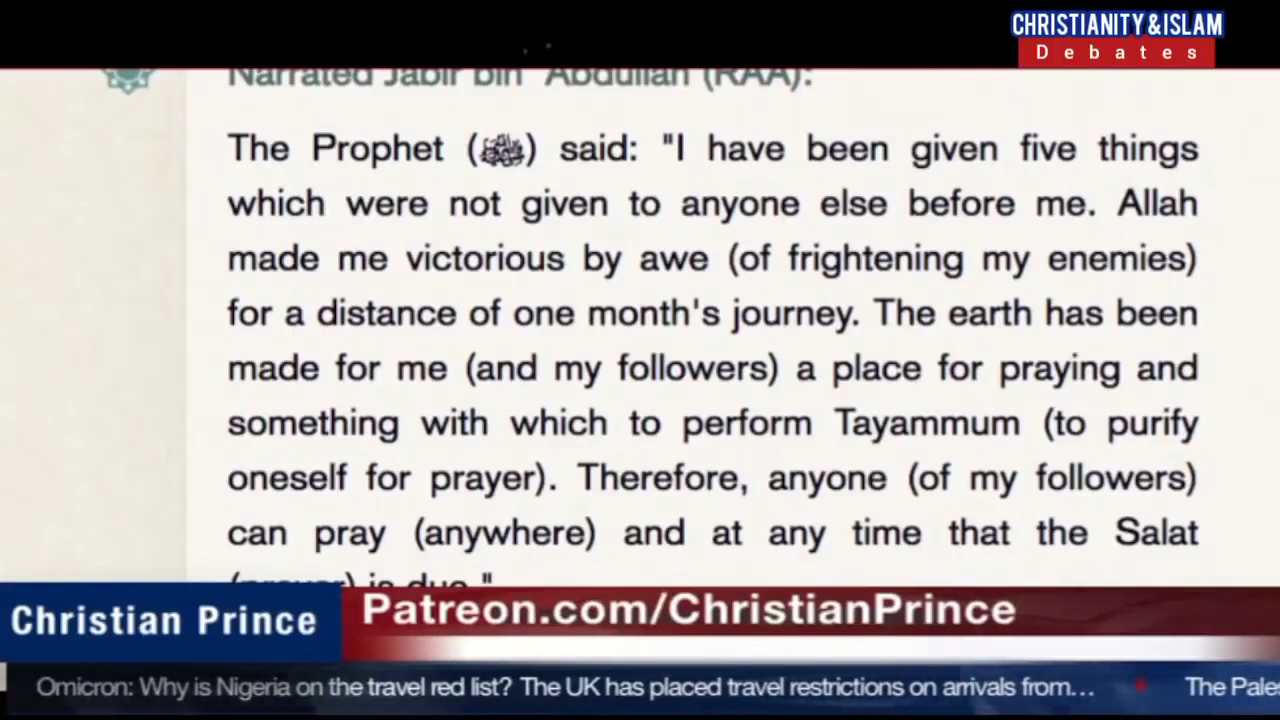 CHRISTIANITY & ISLAM
Debates
Narrated Jabir bin 'Abdullah (RAA):
The Prophet (ﷺ) said: "I have been given five things
which were not given to anyone else before me. Allah
made me victorious by awe (of frightening my enemies)
for a distance of one month's journey. The earth has been
made for me (and my followers) a place for praying and
something with which to perform Tayammum (to purify
oneself for prayer). Therefore, anyone (of my followers)
can pray (anywhere) and at any time that the Salat
(prayer) is due."
Christian Prince
Patreon.com/ChristianPrince
Omicron: Why is Nigeria on the travel red list? The UK has placed travel restrictions on arrivals from... The Pales